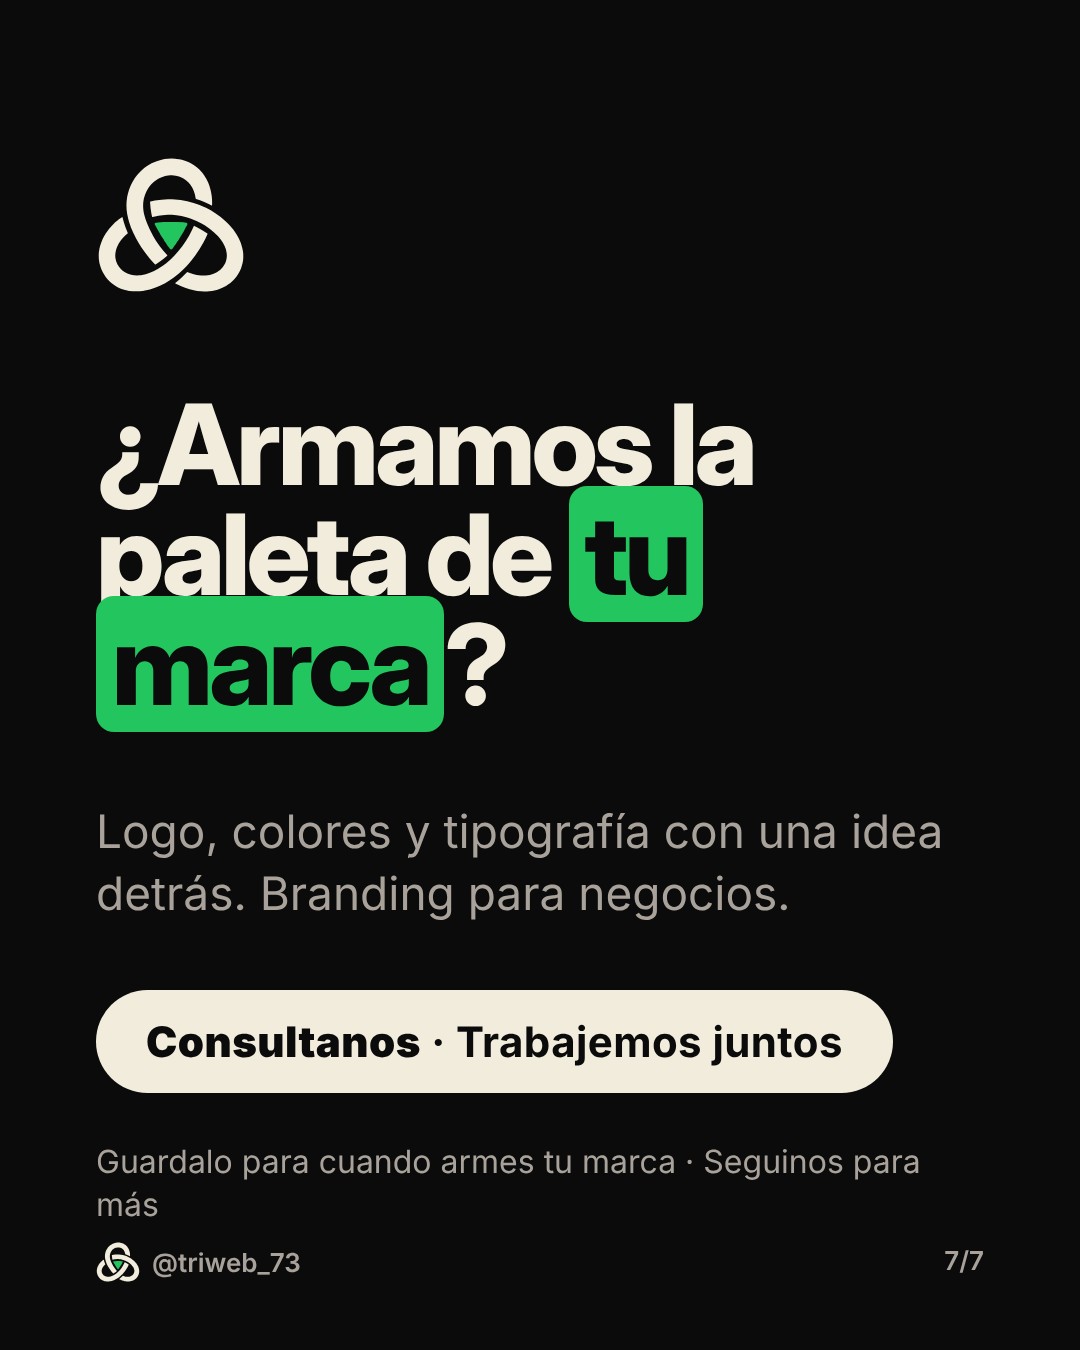 ¿Armamos la
paleta de tu
marca?
Logo, colores y tipografía con una idea
detrás. Branding para negocios.
Consultanos · Trabajemos juntos
Guardalo para cuando armes tu marca · Seguinos para
más
@triweb_73
7/7